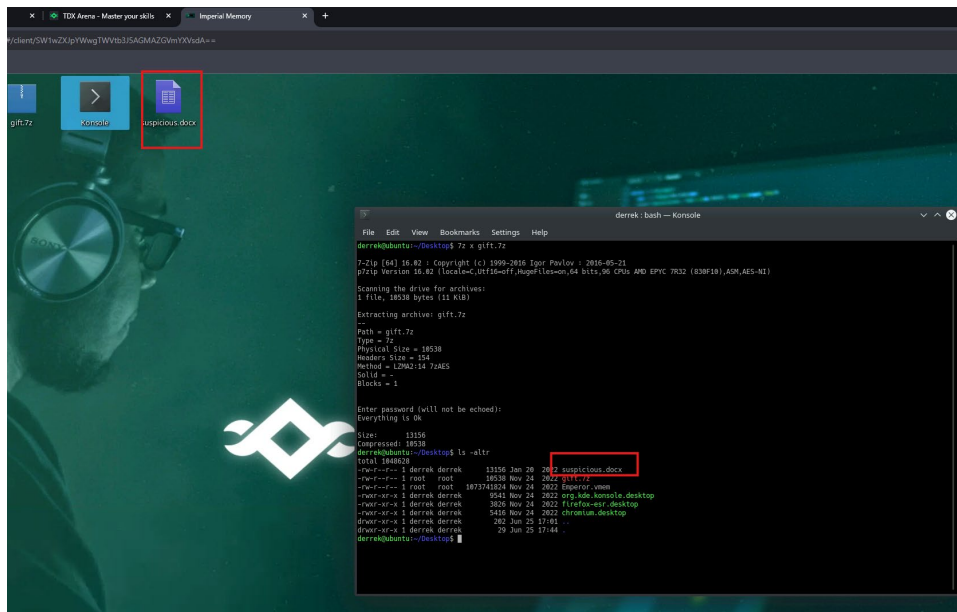 TDX Arena - Master your skills
Imperial Memory
#/client/SW1wZXJpYWwgTWVtb3J5AGMAZGVmYXVsdA==
gift.7z
Konsole
suspicious.docx
SONY
derrek : bash — Konsole
File Edit View Bookmarks Settings Help
derrek@ubuntu:~/Desktop$ 7z x gift.7z
7-Zip [64] 16.02 : Copyright (c) 1999-2016 Igor Pavlov : 2016-05-21
p7zip Version 16.02 (locale=C,Utf16=off,HugeFiles=on,64 bits,96 CPUs AMD EPYC 7R32 (830F10),ASM,AES-NI)
Scanning the drive for archives:
1 file, 10538 bytes (11 KiB)
Extracting archive: gift.7z
--
Path = gift.7z
Type = 7z
Physical Size = 10538
Headers Size = 154
Method = LZMA2:14 7zAES
Solid = -
Blocks = 1
Enter password (will not be echoed):
Everything is Ok
Size: 13156
Compressed: 10538
derrek@ubuntu:~/Desktop$ ls -altr
total 1048628
-rw-r--r-- 1 derrek derrek 13156 Jan 20 2022 suspicious.docx
-rw-r--r-- 1 root root 10538 Nov 24 2022 gift.7z
-rw-r--r-- 1 root root 1073741824 Nov 24 2022 Emperor.vmem
-rwxr-xr-x 1 derrek derrek 9541 Nov 24 2022 org.kde.konsole.desktop
-rwxr-xr-x 1 derrek derrek 3826 Nov 24 2022 firefox-esr.desktop
-rwxr-xr-x 1 derrek derrek 5416 Nov 24 2022 chromium.desktop
drwxr-xr-x 1 derrek derrek 202 Jun 25 17:01 ..
drwxr-xr-x 1 derrek derrek 29 Jun 25 17:44 .
derrek@ubuntu:~/Desktop$